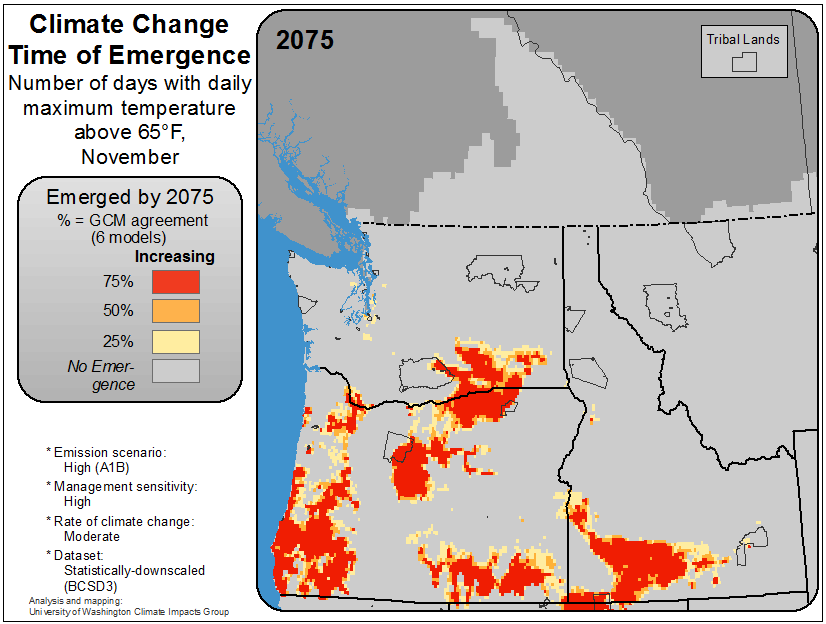 Climate Change
Time of Emergence
Number of days with daily
maximum temperature
above 65°F,
November
Emerged by 2075
% = GCM agreement
(6 models)
Increasing
75%
50%
25%
No Emer-
gence
* Emission scenario:
High (A1B)
* Management sensitivity:
High
* Rate of climate change:
Moderate
* Dataset:
Statistically-downscaled
(BCSD3)
Analysis and mapping:
University of Washington Climate Impacts Group
2075
Tribal Lands